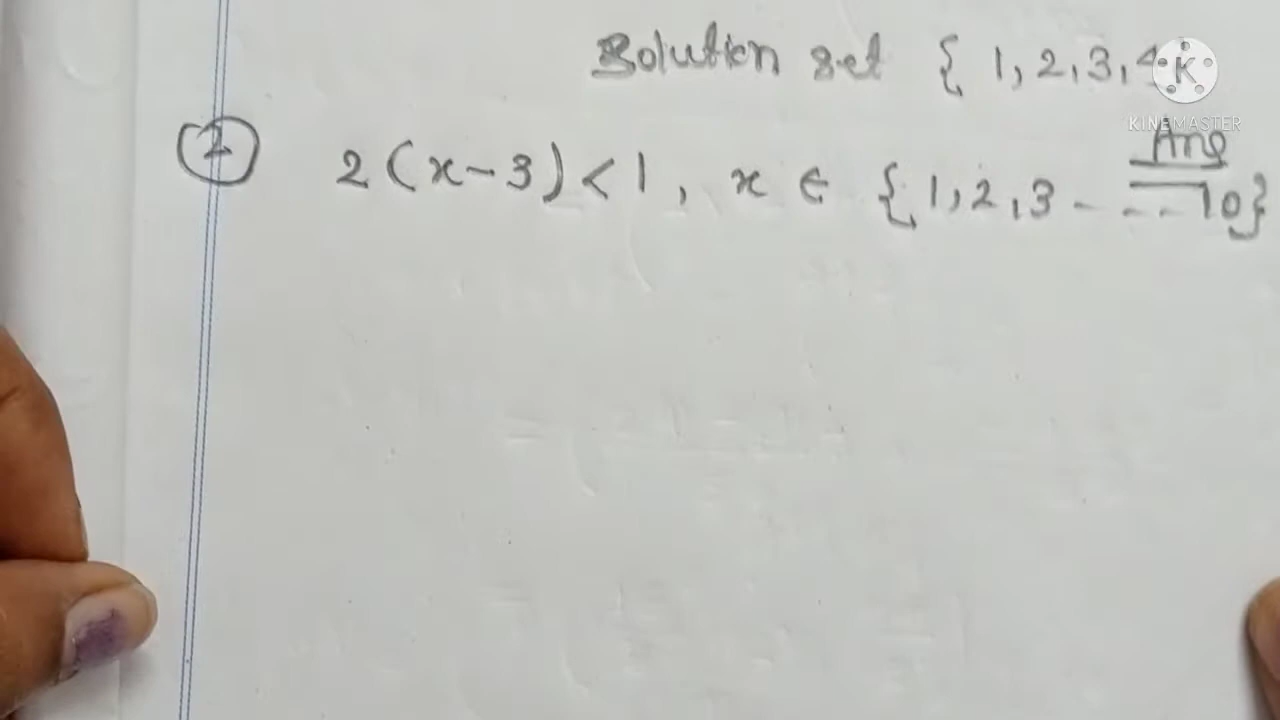 Solution set { 1, 2, 3, 4
K
KINEMASTER
Ans
2 2(x-3) < 1, x ∈ { 1, 2, 3 - - - - 10}